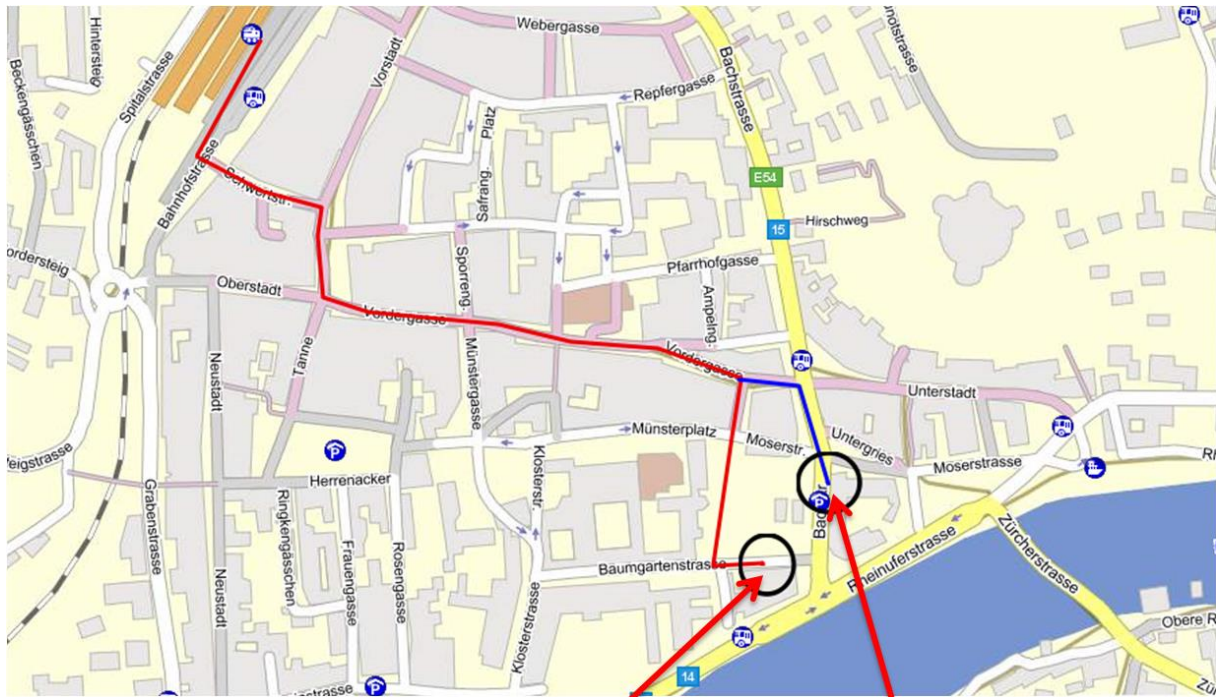 Hintersteig
Beckengässchen
Spitalstrasse
Vorstadt
Webergasse
Bachstrasse
Repfergasse
Platz
Safrang.
Bahnhofstrasse
Schwertstr.
E54
15
Hirschweg
Sporreng.
Pfarrhofgasse
Ampelng.
Oberstadt
Vordergasse
Vordergasse
Tanne
Neustadt
Münstergasse
Unterstadt
Untergries
Münsterplatz
Moserstr.
Moserstrasse
P
Herrenacker
Klosterstr.
Grabenstrasse
Ringkengässchen
Frauengasse
Rosengasse
Neustadt
P
Baumgartenstrasse
Rheinuferstrasse
Zürcherstrasse
Klosterstrasse
Obere
14
P